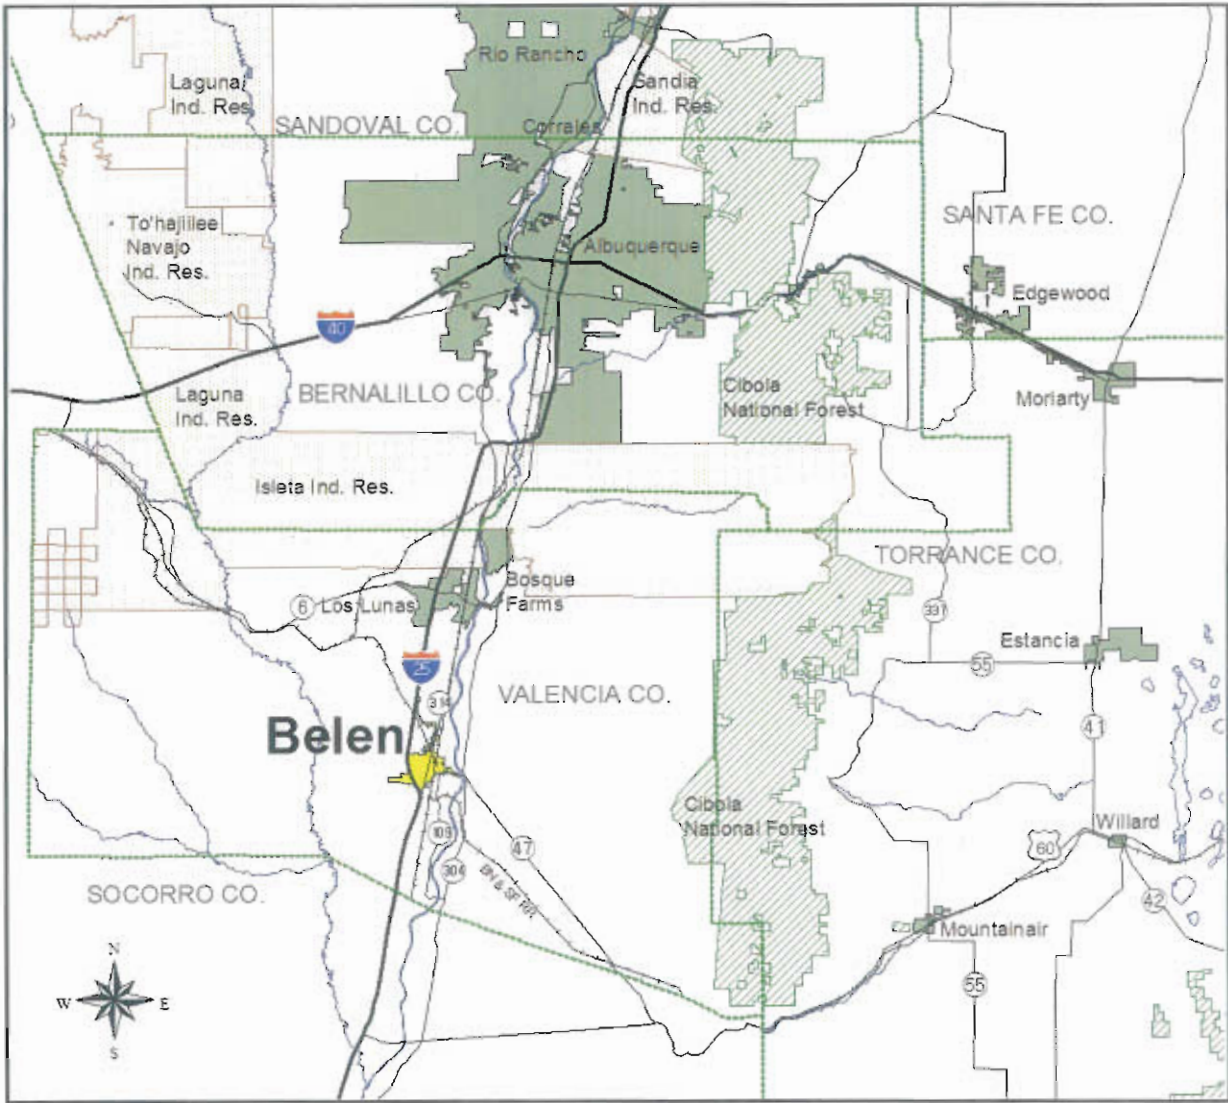 Rio Rancho
Laguna
Ind. Res.
Sandia
Ind. Res.
SANDOVAL CO.
Corrales
To'hajiilee
Navajo
Ind. Res.
SANTA FE CO.
Albuquerque
Edgewood
40
Laguna
Ind. Res.
BERNALILLO CO.
Cibola
National Forest
Moriarty
Isleta Ind. Res.
TORRANCE CO.
Bosque
Farms
6
Los Lunas
337
Estancia
55
25
VALENCIA CO.
314
41
Belen
Cibola
National Forest
Willard
109
304
47
60
BN & SF RR
SOCORRO CO.
42
Mountainair
55
N
W
E
S